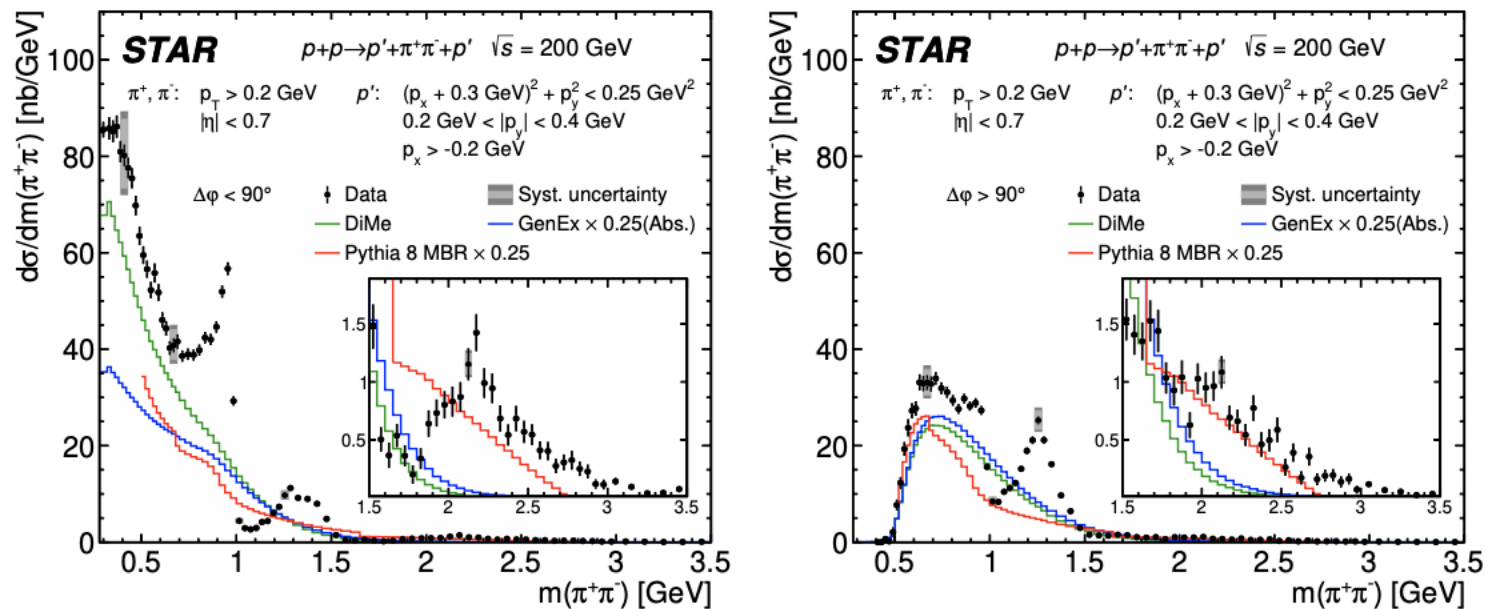 STAR p+p→p′+π⁺π⁻+p′ √s = 200 GeV
π⁺, π⁻: p_T > 0.2 GeV p′: (p_x + 0.3 GeV)² + p_y² < 0.25 GeV²
|η| < 0.7 0.2 GeV < |p_y| < 0.4 GeV
p_x > -0.2 GeV
Δφ < 90° Data Syst. uncertainty
DiMe GenEx × 0.25(Abs.)
Pythia 8 MBR × 0.25
dσ/dm(π⁺π⁻) [nb/GeV]
100
80
60
40
20
0
1.5
1
0.5
1.5 2 2.5 3 3.5
0.5 1 1.5 2 2.5 3 3.5
m(π⁺π⁻) [GeV]
STAR p+p→p′+π⁺π⁻+p′ √s = 200 GeV
π⁺, π⁻: p_T > 0.2 GeV p′: (p_x + 0.3 GeV)² + p_y² < 0.25 GeV²
|η| < 0.7 0.2 GeV < |p_y| < 0.4 GeV
p_x > -0.2 GeV
Δφ > 90° Data Syst. uncertainty
DiMe GenEx × 0.25(Abs.)
Pythia 8 MBR × 0.25
dσ/dm(π⁺π⁻) [nb/GeV]
100
80
60
40
20
0
1.5
1
0.5
1.5 2 2.5 3 3.5
0.5 1 1.5 2 2.5 3 3.5
m(π⁺π⁻) [GeV]